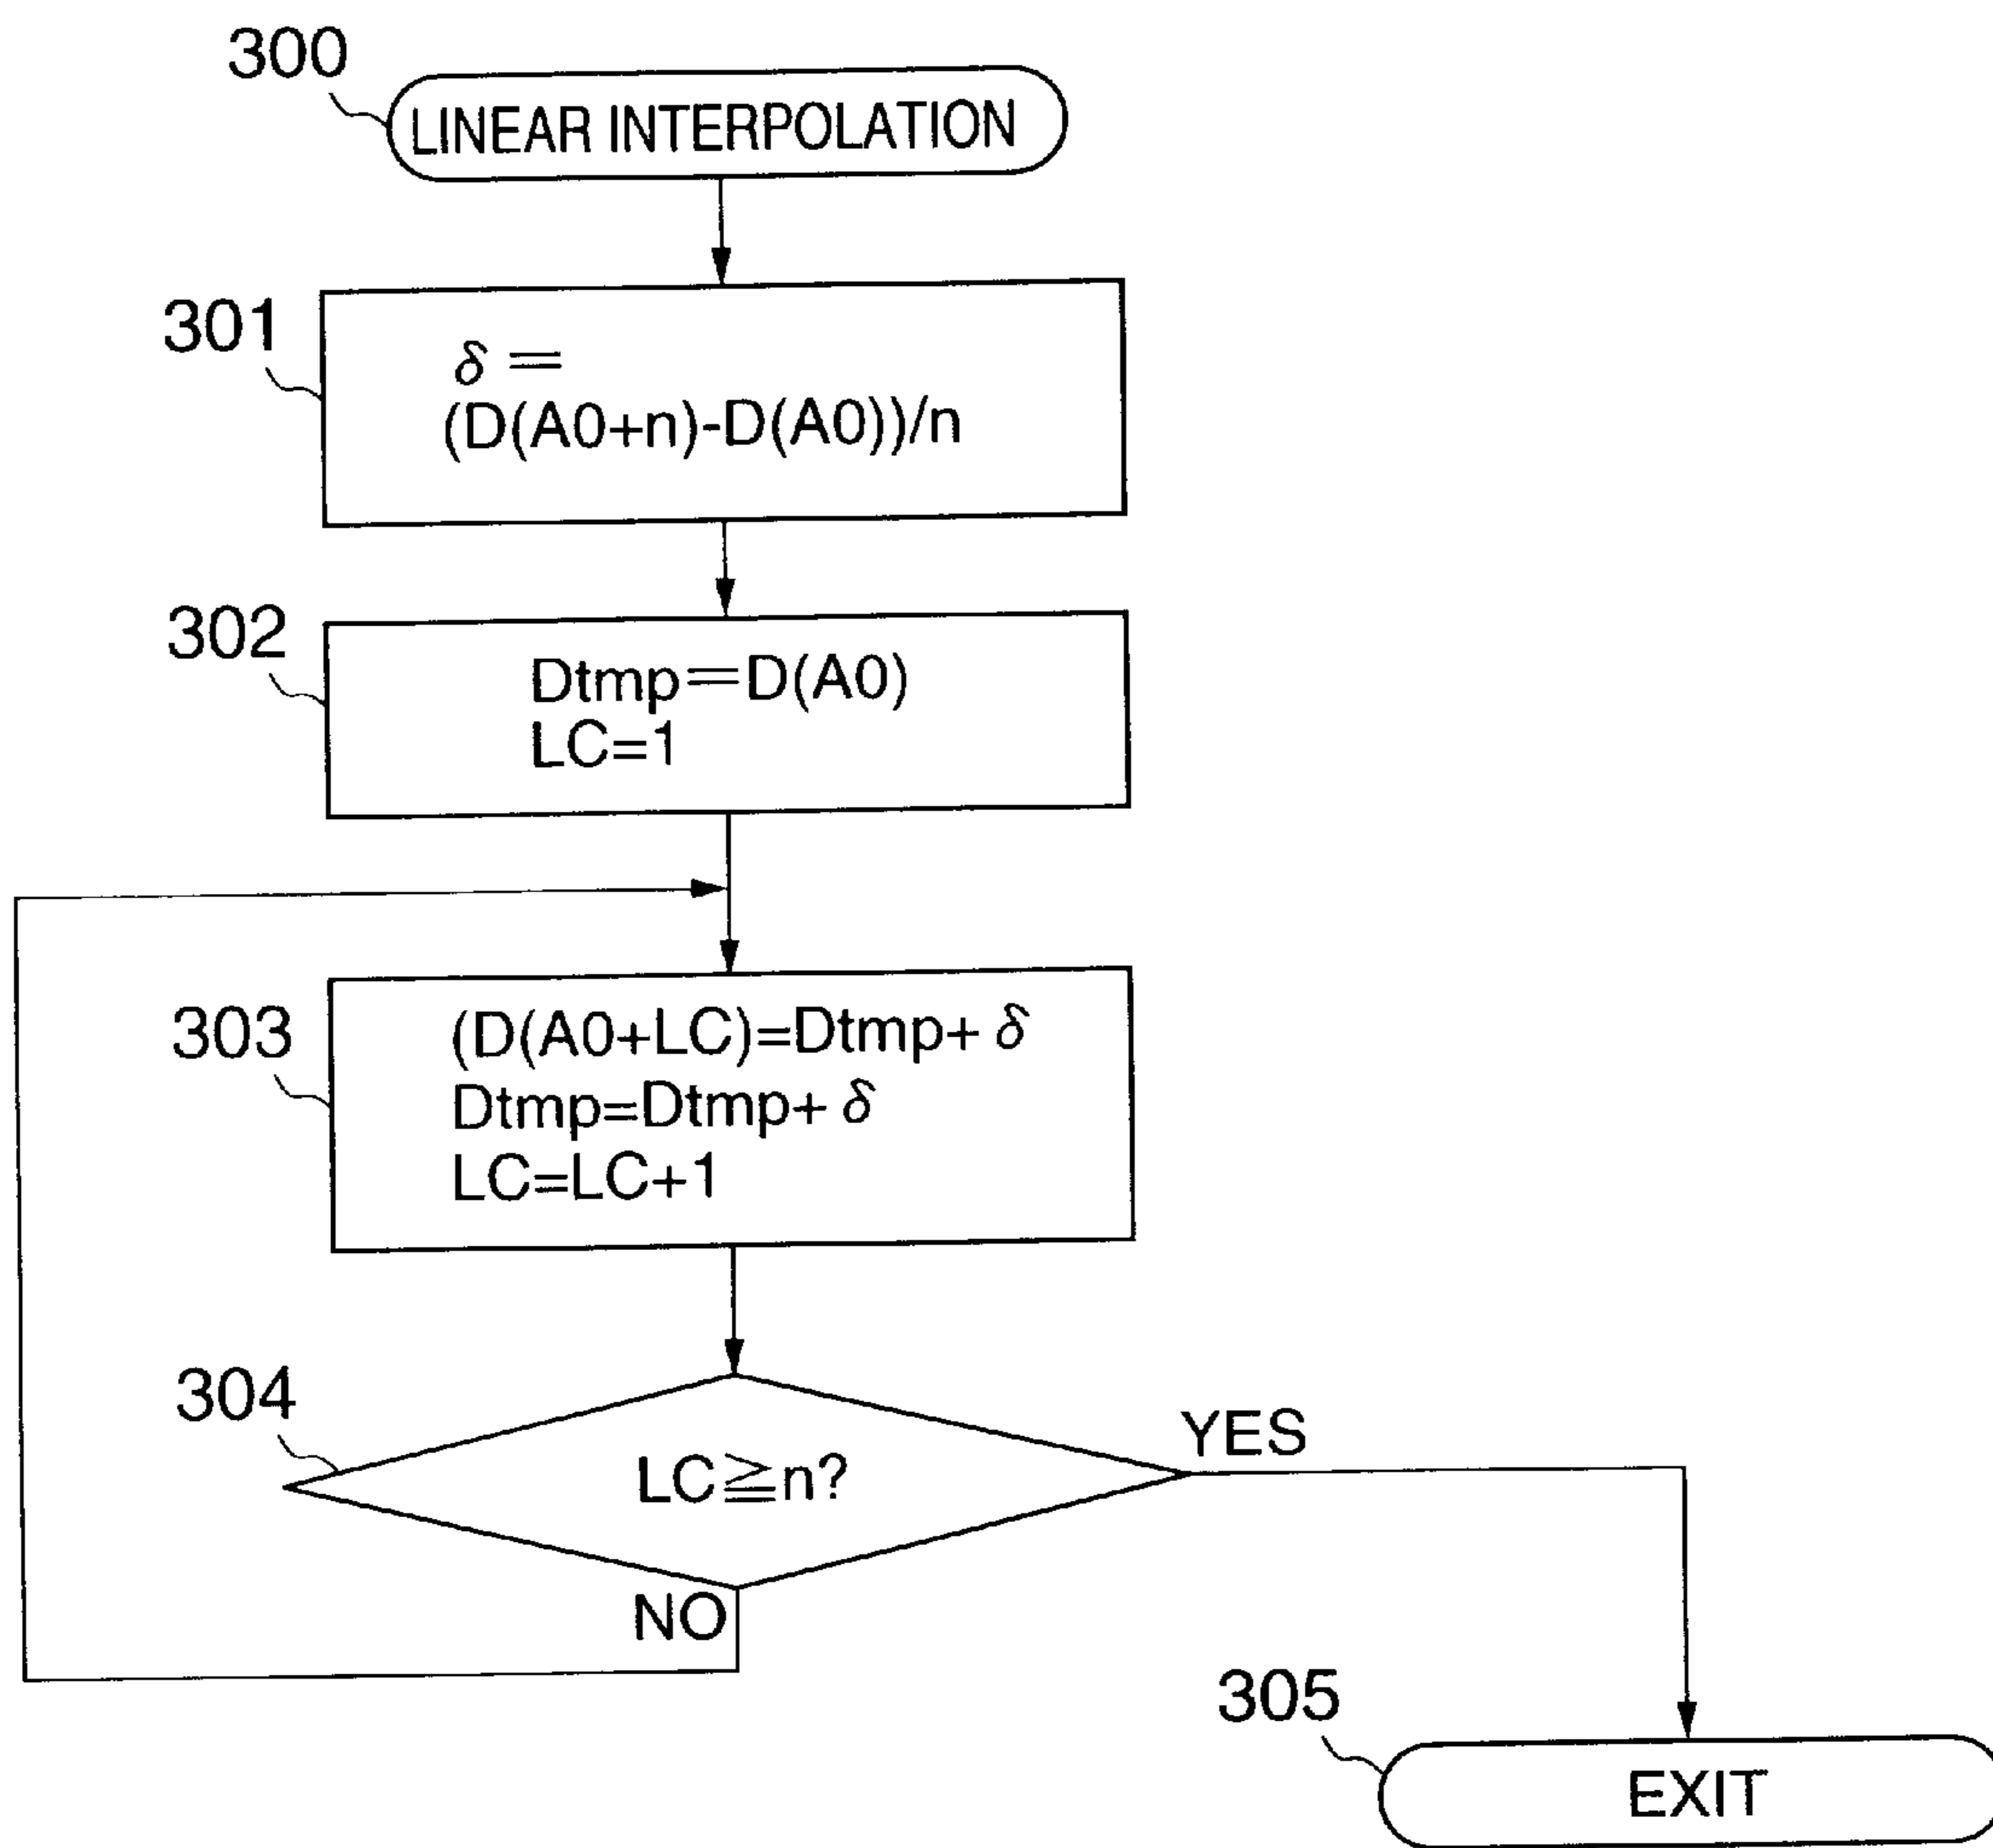 300
LINEAR INTERPOLATION
301
δ =
(D(A0+n)-D(A0))/n
302
Dtmp=D(A0)
LC=1
303
(D(A0+LC)=Dtmp+ δ
Dtmp=Dtmp+ δ
LC=LC+1
304
LC≧n?
YES
NO
305
EXIT